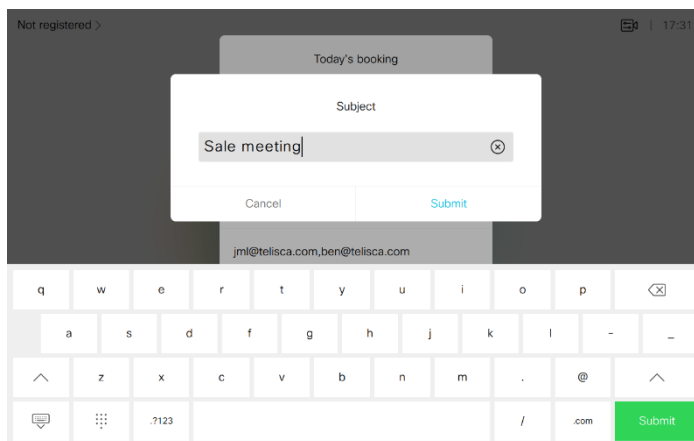 Not registered >
17:31
Today's booking
Subject
Sale meeting
Cancel Submit
jml@telisca.com,ben@telisca.com
q w e r t y u i o p
a s d f g h j k l - _
z x c v b n m . @
.?123 / .com Submit